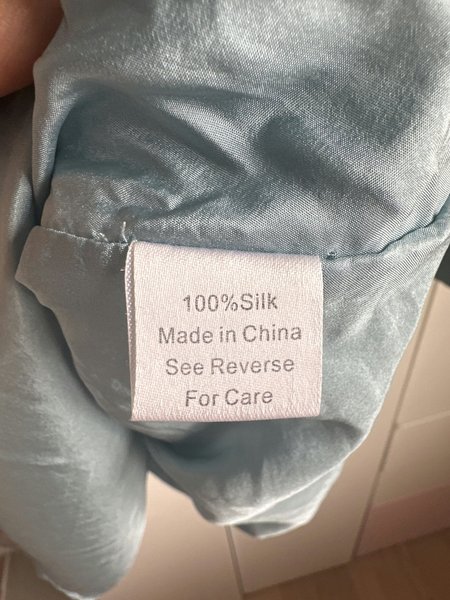 100%Silk
Made in China
See Reverse
For Care